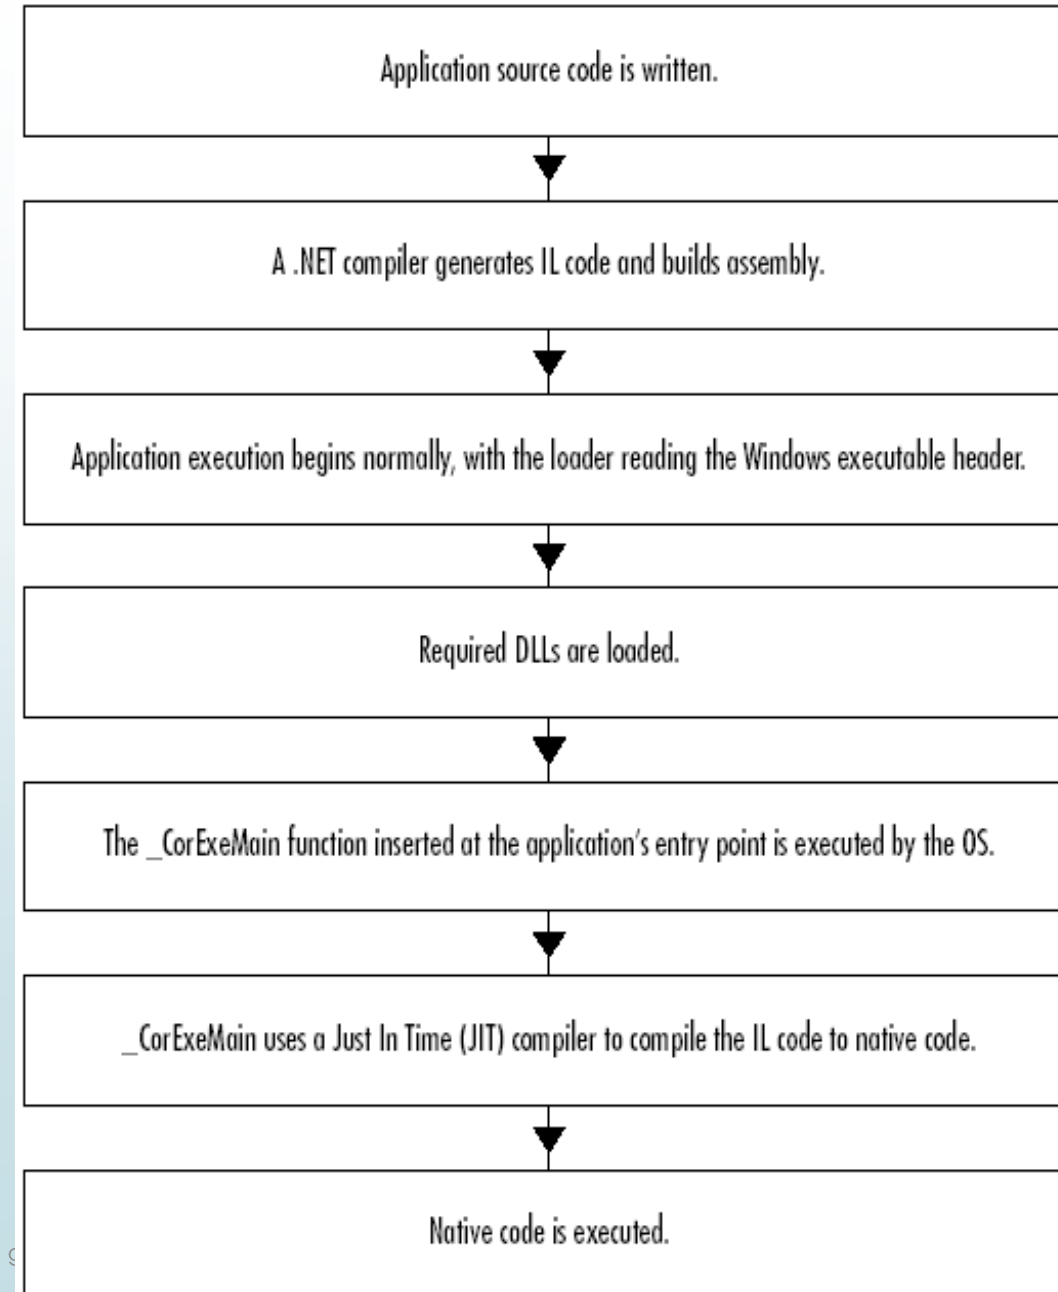 Application source code is written.
A .NET compiler generates IL code and builds assembly.
Application execution begins normally, with the loader reading the Windows executable header.
Required DLLs are loaded.
The _CorExeMain function inserted at the application's entry point is executed by the OS.
_CorExeMain uses a Just In Time (JIT) compiler to compile the IL code to native code.
Native code is executed.